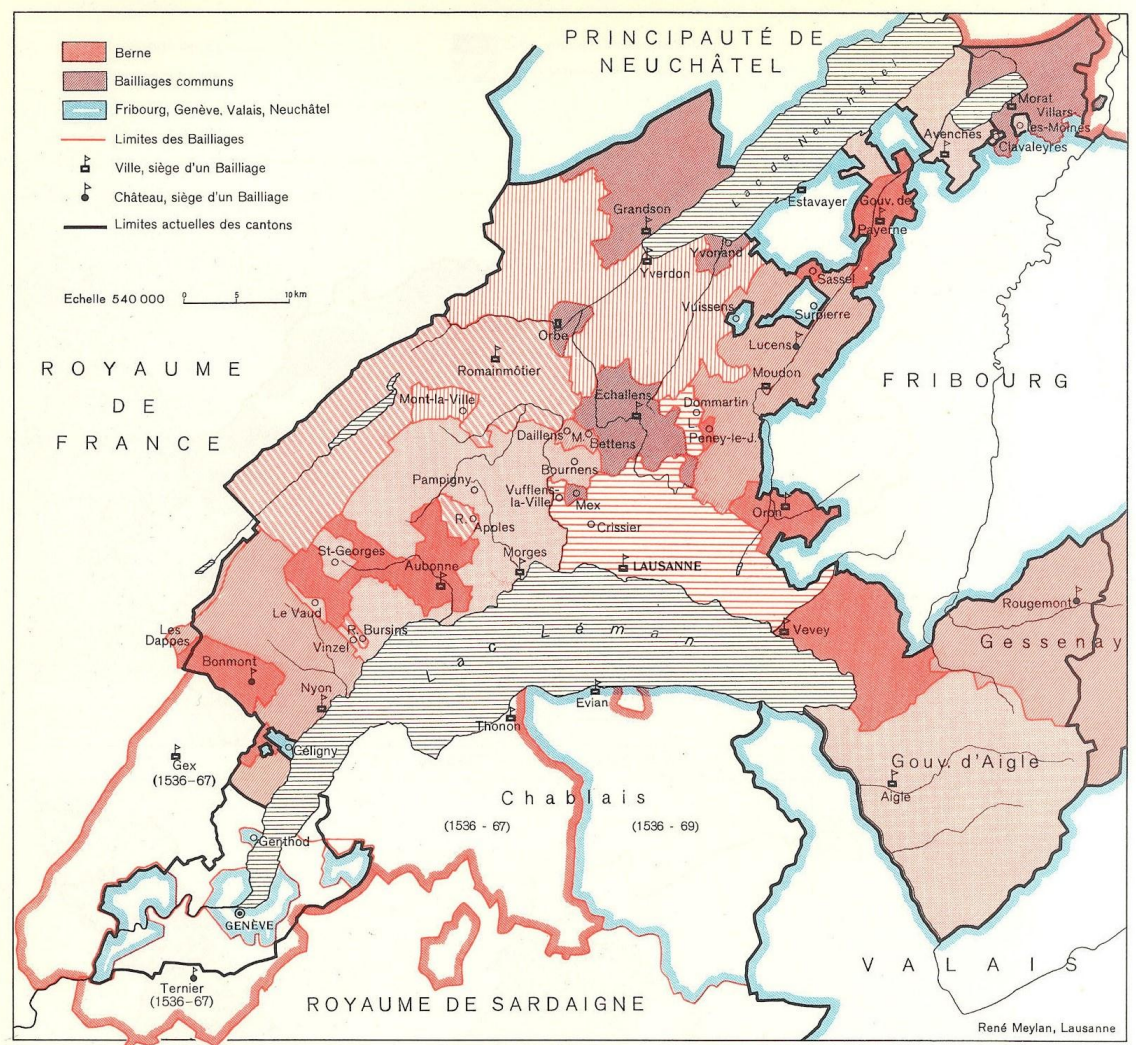 PRINCIPAUTÉ DE
NEUCHÂTEL
Berne
Bailliages communs
Fribourg, Genève, Valais, Neuchâtel
Limites des Bailliages
Ville, siège d'un Bailliage
Château, siège d'un Bailliage
Limites actuelles des cantons
Echelle 540 000
0 5 10 km
Lac de Neuchâtel
Morat
Villars-
les-Moines
Clavaleyres
Avenches
Estavayer
Gouv. de
Payerne
Grandson
Yvonand
Yverdon
Sassel
Vuissens
Surpierre
Orbe
Lucens
ROYAUME
DE
FRANCE
Romainmôtier
Moudon
FRIBOURG
Mont-la-Ville
Echallens
Dommartin
L.
Peney-le-J.
Daillens
M.
Bettens
Bournens
Pampigny
Vufflens-
la-Ville
Mex
Oron
R.
Apples
Crissier
St-Georges
Aubonne
Morges
LAUSANNE
Rougemont
Le Vaud
Les
Dappes
R.
Bursins
Vinzel
Vevey
Gessenay
Lac Léman
Bonmont
Nyon
Evian
Thonon
Céligny
Gex
(1536-67)
Gouv. d'Aigle
Aigle
Chablais
(1536 - 67)
(1536 - 69)
Genthod
GENÈVE
VALAIS
Ternier
(1536-67)
ROYAUME DE SARDAIGNE
René Meylan, Lausanne